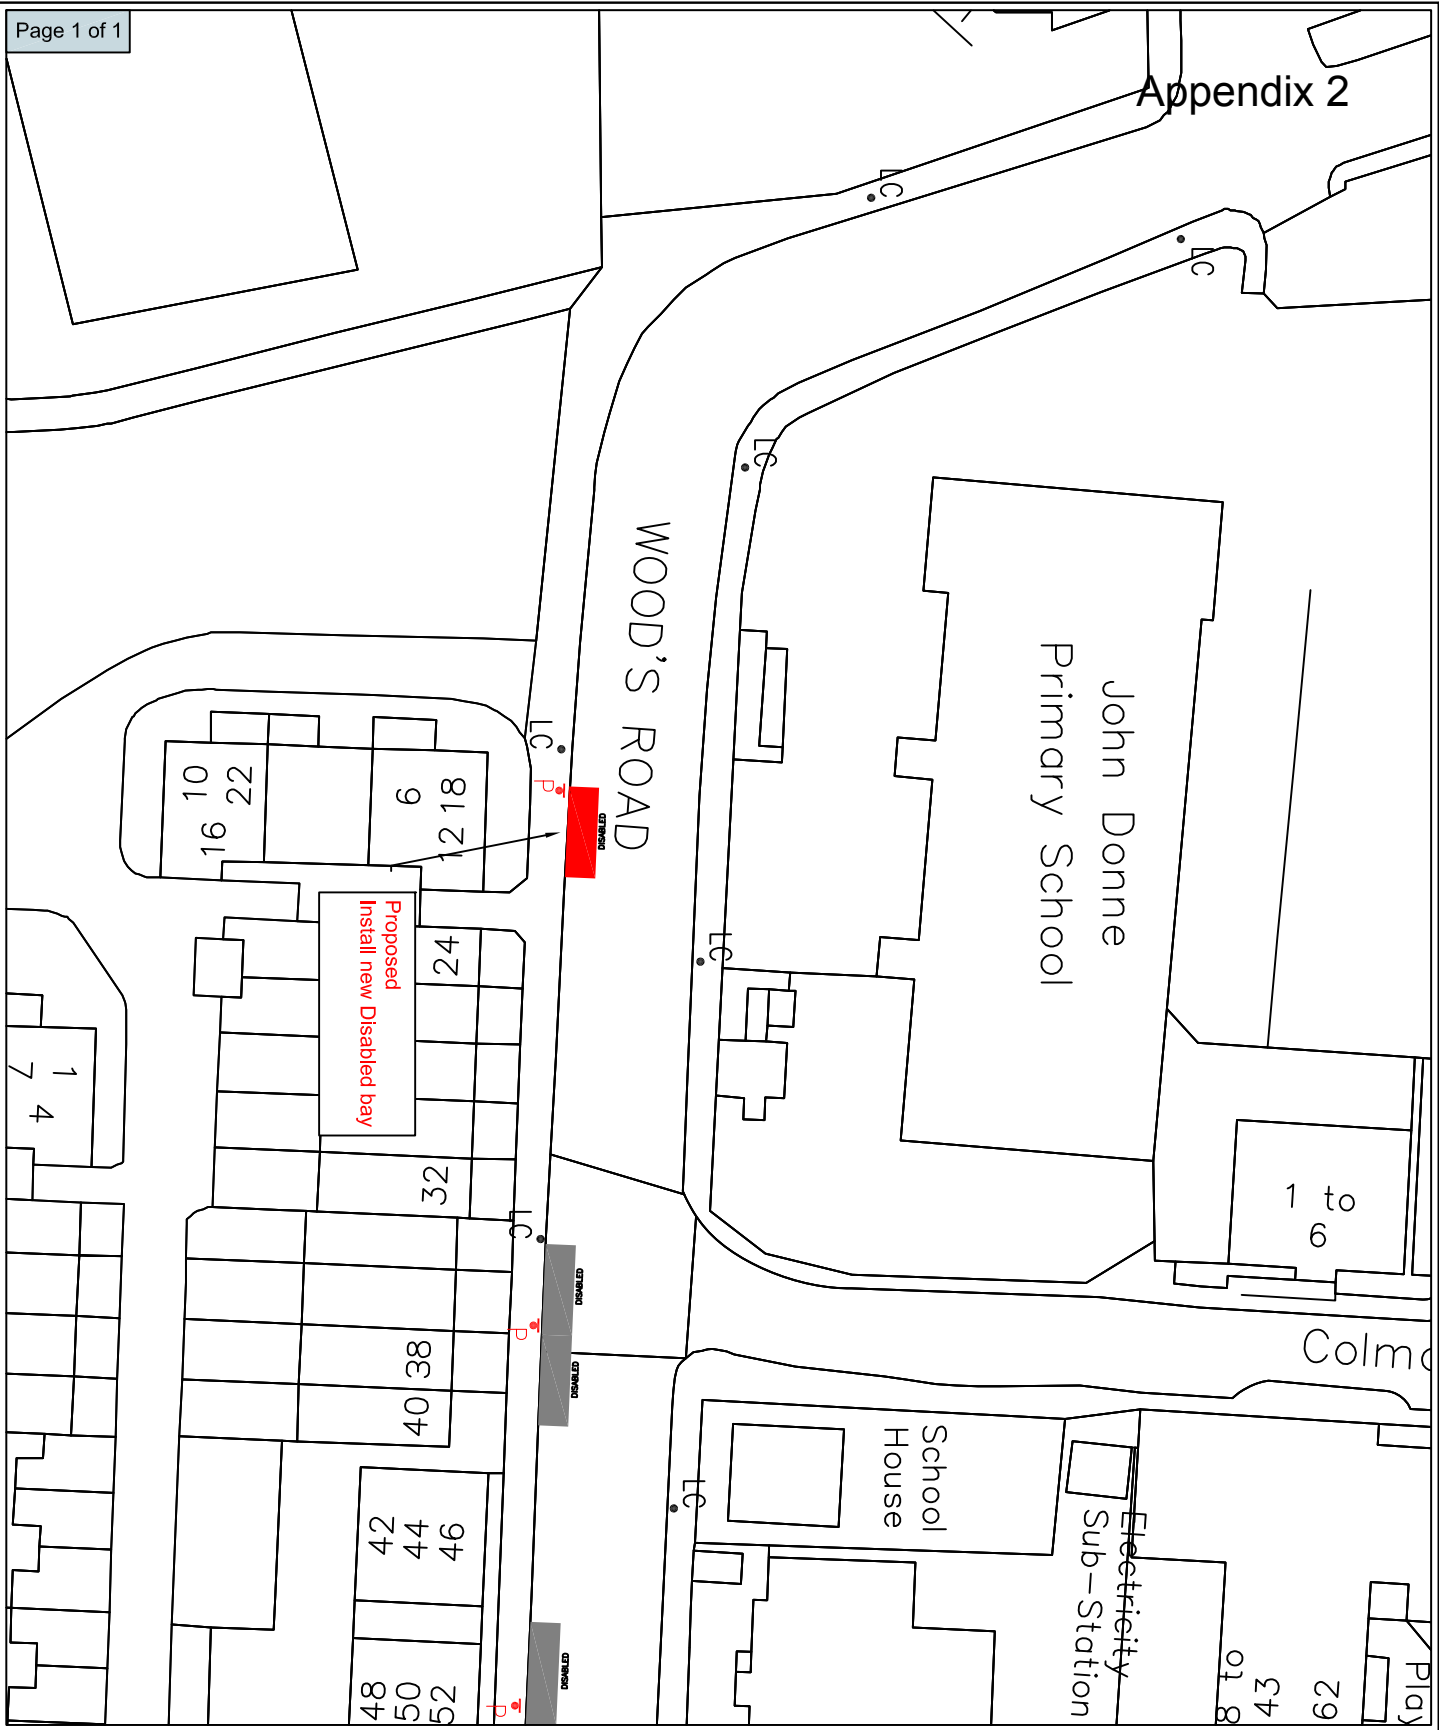 Page 1 of 1
Appendix 2
LC
LC
LC
WOOD'S ROAD
John Donne
Primary School
LC
P
DISABLED
10
22
16
6
18
12
Proposed
Install new Disabled bay
24
LC
1
7
4
32
1 to
6
LC
DISABLED
P
DISABLED
38
40
School
House
LC
Electricity
Sub-Station
42
44
46
DISABLED
P
48
50
52
to
8
43
62
Play